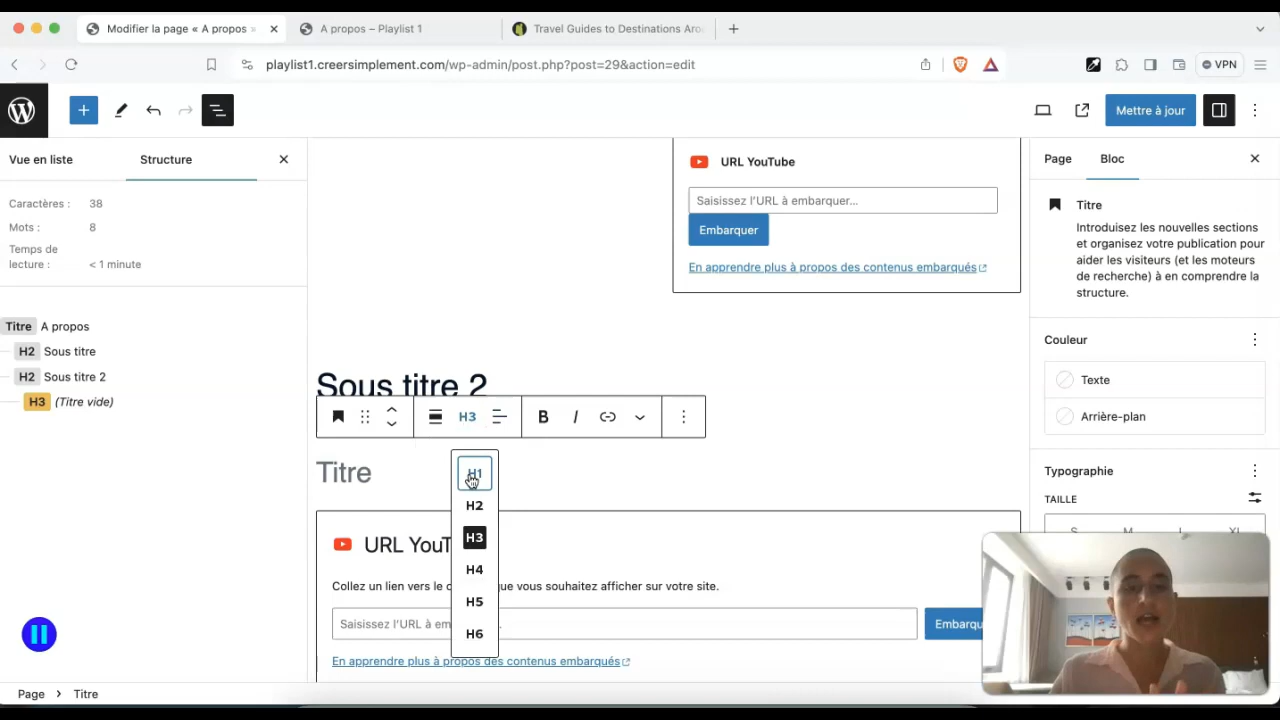 Modifier la page « A propos »
A propos – Playlist 1
Travel Guides to Destinations Aro
playlist1.creersimplement.com/wp-admin/post.php?post=29&action=edit
VPN
Mettre à jour
Vue en liste
Structure
Caractères :
38
Mots :
8
Temps de
lecture :
< 1 minute
Titre A propos
H2 Sous titre
H2 Sous titre 2
H3 (Titre vide)
URL YouTube
Saisissez l'URL à embarquer...
Embarquer
En apprendre plus à propos des contenus embarqués
Sous titre 2
H3
B
I
Titre
H1
H2
H3
H4
H5
H6
URL YouT
Collez un lien vers le c que vous souhaitez afficher sur votre site.
Saisissez l'URL à em
Embarqu
En apprendre plus à propos des contenus embarqués
Page
Bloc
Titre
Introduisez les nouvelles sections
et organisez votre publication pour
aider les visiteurs (et les moteurs
de recherche) à en comprendre la
structure.
Couleur
Texte
Arrière-plan
Typographie
TAILLE
S M L XL
Page > Titre